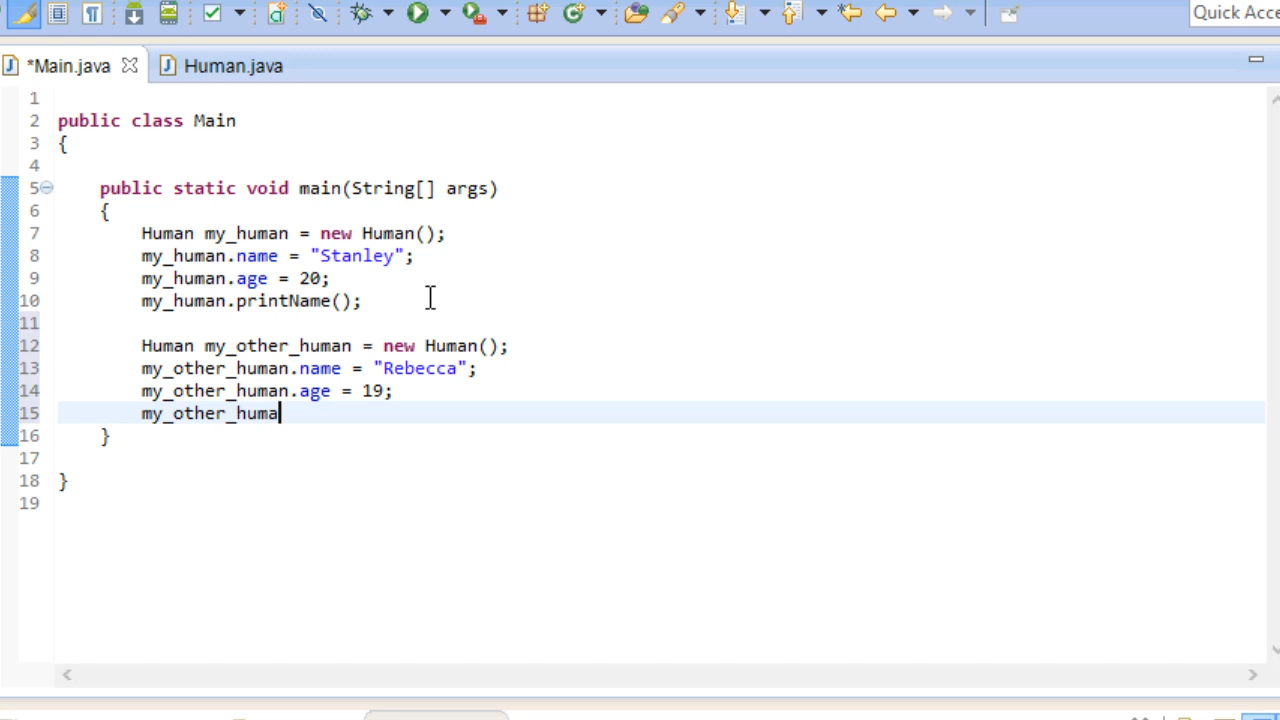 Quick Acce
*Main.java Human.java
1
2 public class Main
3 {
4
5 public static void main(String[] args)
6 {
7 Human my_human = new Human();
8 my_human.name = "Stanley";
9 my_human.age = 20;
10 my_human.printName();
11
12 Human my_other_human = new Human();
13 my_other_human.name = "Rebecca";
14 my_other_human.age = 19;
15 my_other_huma
16 }
17
18 }
19